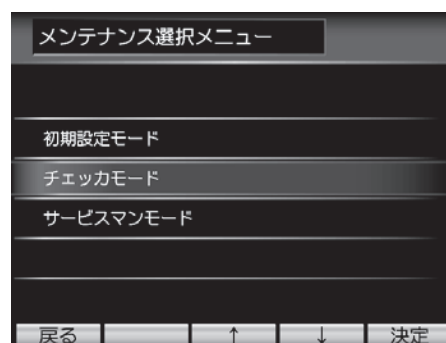 メンテナンス選択メニュー
初期設定モード
チェッカモード
サービスマンモード
戻る ↑ ↓ 決定